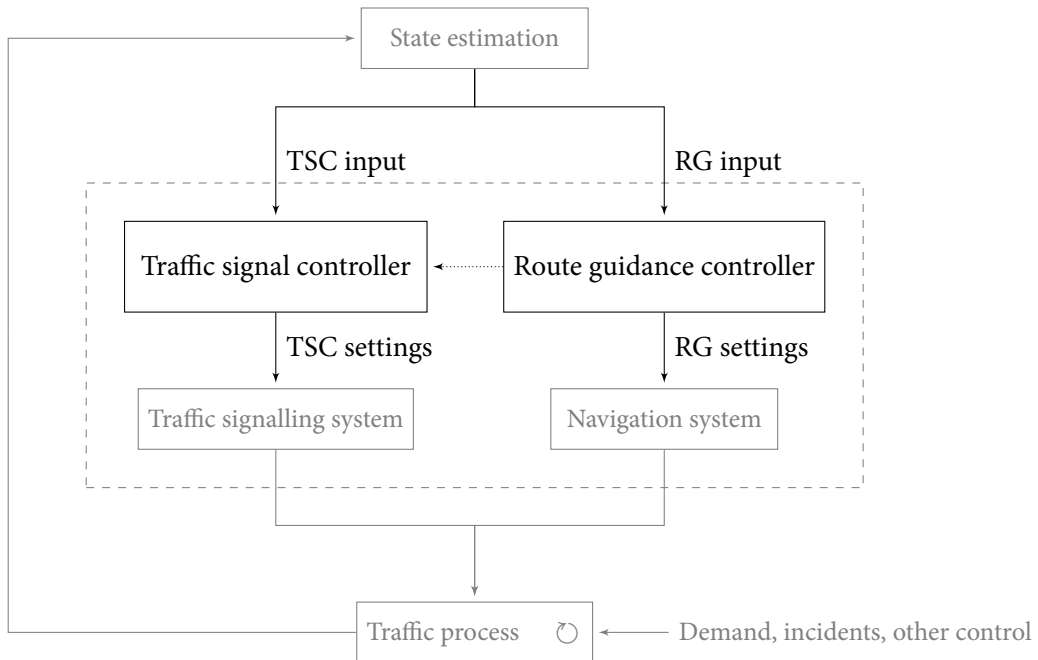 State estimation
TSC input
RG input
Traffic signal controller
Route guidance controller
TSC settings
RG settings
Traffic signalling system
Navigation system
Traffic process
Demand, incidents, other control